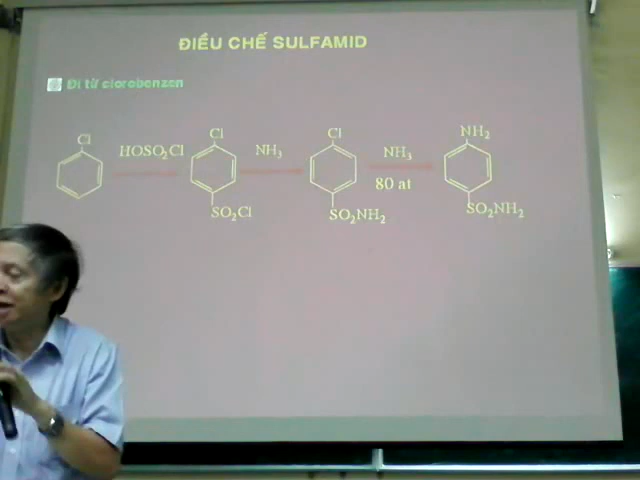 ĐIỀU CHẾ SULFAMID
Đi từ clorobenzen
Cl
HOSO₂Cl
Cl
SO₂Cl
NH₃
Cl
SO₂NH₂
NH₃
80 at
NH₂
SO₂NH₂